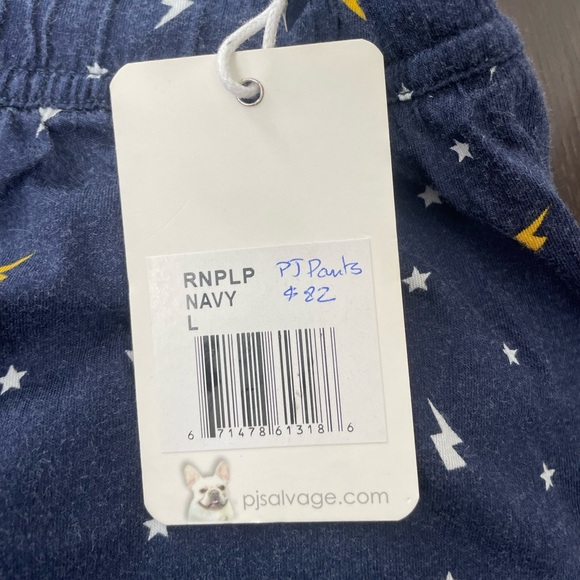 RNPLP PJ Pants
NAVY $82
L
6 71478 61318 6
pjsalvage.com